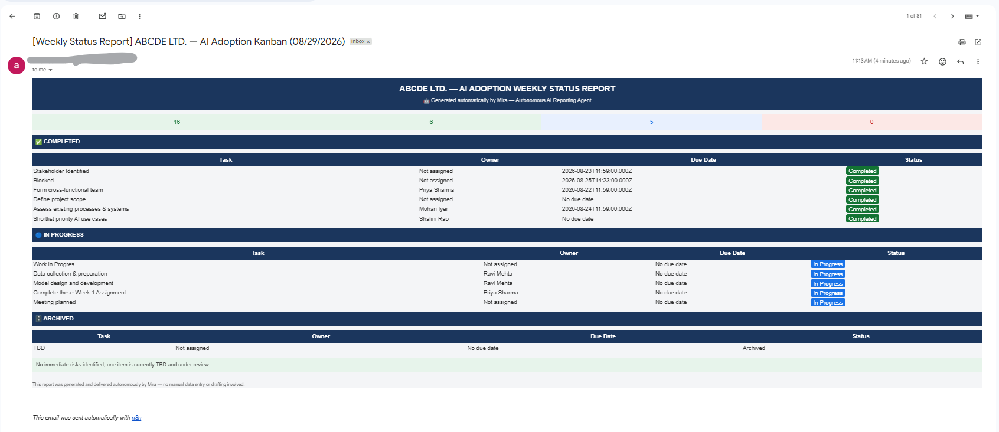 1 of 81
[Weekly Status Report] ABCDE LTD. — AI Adoption Kanban (08/29/2026) Inbox ×
a
11:13 AM (4 minutes ago)
to me
ABCDE LTD. — AI ADOPTION WEEKLY STATUS REPORT
🤖 Generated automatically by Mira — Autonomous AI Reporting Agent
16 6 5 0
✅ COMPLETED
Task Owner Due Date Status
Stakeholder Identified Not assigned 2026-08-23T11:59:00.000Z Completed
Blocked Not assigned 2026-08-25T14:23:00.000Z Completed
Form cross-functional team Priya Sharma 2026-08-22T11:59:00.000Z Completed
Define project scope Not assigned No due date Completed
Assess existing processes & systems Mohan Iyer 2026-08-24T11:59:00.000Z Completed
Shortlist priority AI use cases Shalini Rao No due date Completed
🔵 IN PROGRESS
Task Owner Due Date Status
Work in Progres Not assigned No due date In Progress
Data collection & preparation Ravi Mehta No due date In Progress
Model design and development Ravi Mehta No due date In Progress
Complete these Week 1 Assignment Priya Sharma No due date In Progress
Meeting planned Not assigned No due date In Progress
🗄️ ARCHIVED
Task Owner Due Date Status
TBD Not assigned No due date Archived
No immediate risks identified; one item is currently TBD and under review.
This report was generated and delivered autonomously by Mira — no manual data entry or drafting involved.
---
This email was sent automatically with n8n